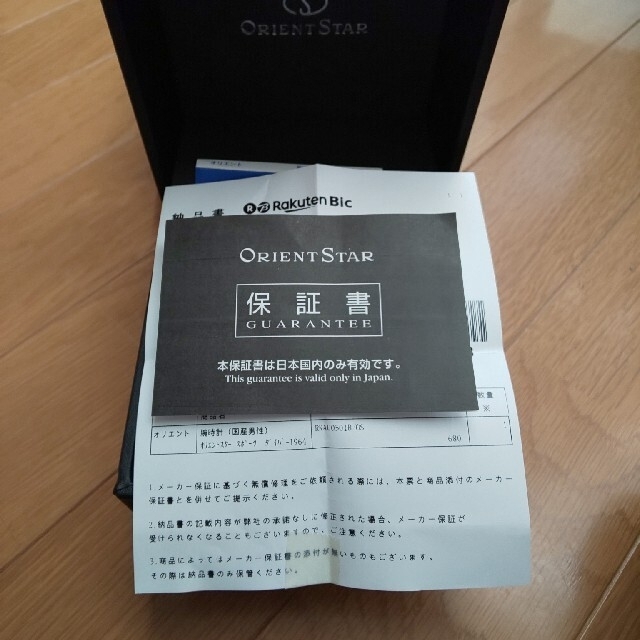 ORIENT STAR
オリエント
納品書 Rakuten Bic
ORIENT STAR
保証書
GUARANTEE
本保証書は日本国内のみ有効です。
This guarantee is valid only in Japan.
数量
オリエント 腕時計(国産男性)
680
1.メーカー保証に基づく無償修理をご依頼される際には、本票と商品添付のメーカー
保証書とを併せてご提示ください。
2.納品書の記載内容が弊社の承諾なしに修正された場合、メーカー保証が
受けられなくなることもございますので、ご注意ください。
3.商品によってはメーカー保証書の添付が無いものもございます。
その際は納品書のみ保管ください。